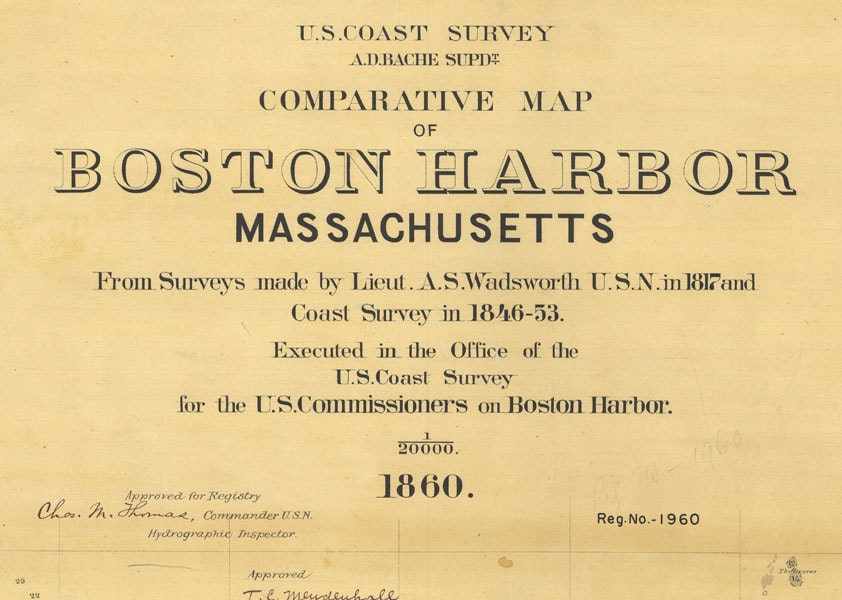 U.S.COAST SURVEY
A.D.BACHE SUPDT
COMPARATIVE MAP
OF
BOSTON HARBOR
MASSACHUSETTS
From Surveys made by Lieut. A.S.Wadsworth U.S.N. in 1817 and
Coast Survey in 1846-53.
Executed in the Office of the
U.S.Coast Survey
for the U.S.Commissioners on Boston Harbor.
1
20000.
1860.
Approved for Registry
Chas. M. Thomas, Commander U.S.N.
Hydrographic Inspector.
Reg. No. - 1960
Approved
T. C. Mendenhall
25
22